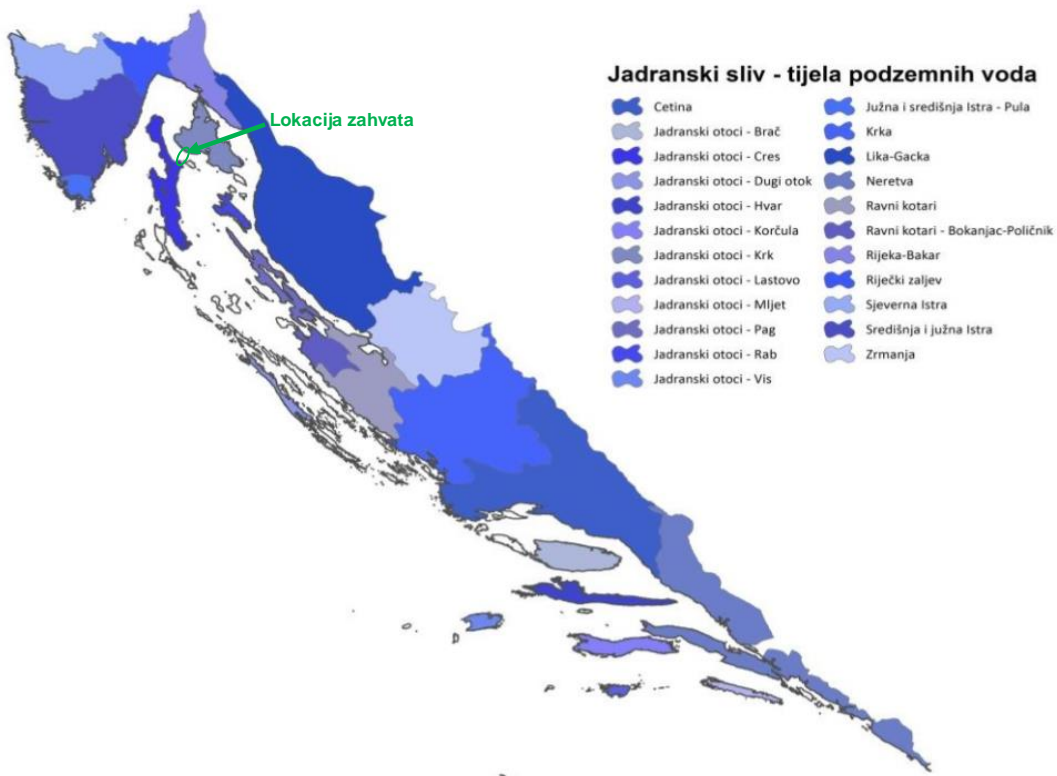 Jadranski sliv - tijela podzemnih voda
Lokacija zahvata
Cetina
Jadranski otoci - Brač
Jadranski otoci - Cres
Jadranski otoci - Dugi otok
Jadranski otoci - Hvar
Jadranski otoci - Korčula
Jadranski otoci - Krk
Jadranski otoci - Lastovo
Jadranski otoci - Mljet
Jadranski otoci - Pag
Jadranski otoci - Rab
Jadranski otoci - Vis
Južna i središnja Istra - Pula
Krka
Lika-Gacka
Neretva
Ravni kotari
Ravni kotari - Bokanjac-Poličnik
Rijeka-Bakar
Riječki zaljev
Sjeverna Istra
Središnja i južna Istra
Zrmanja